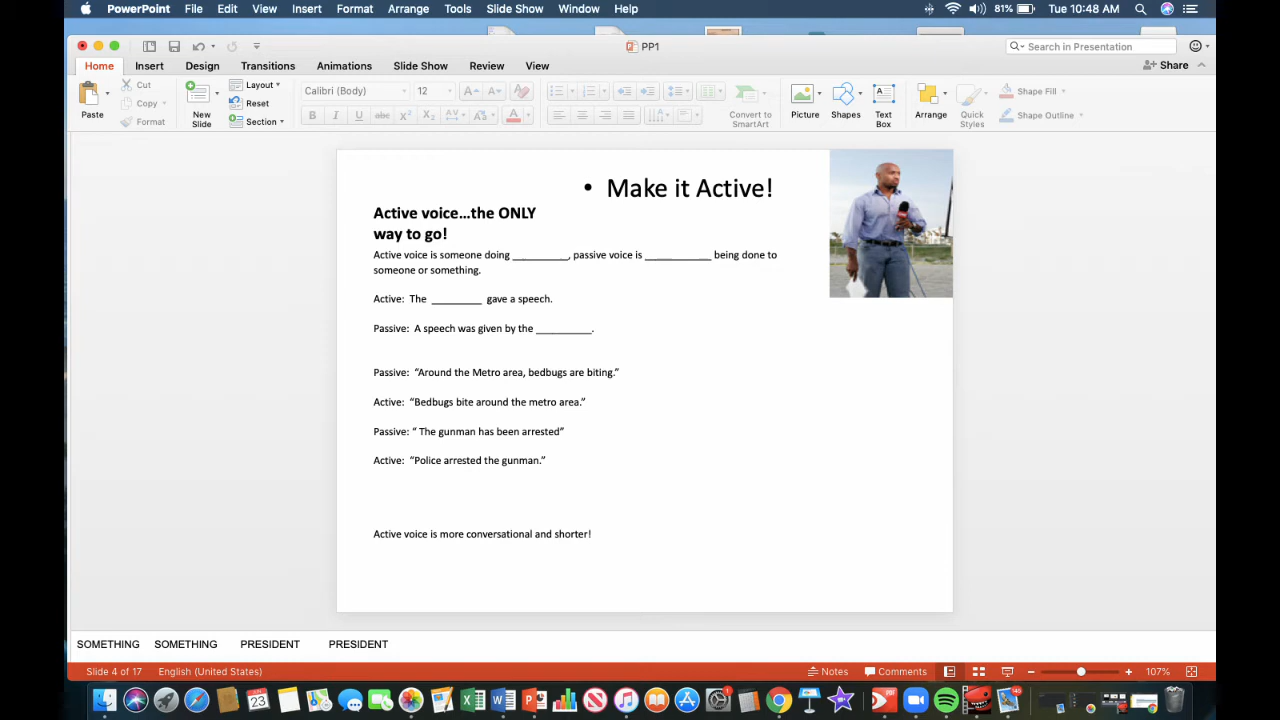 PowerPoint File Edit View Insert Format Arrange Tools Slide Show Window Help 81% Tue 10:48 AM
PP1 Search in Presentation
Home Insert Design Transitions Animations Slide Show Review View Share
Paste Cut Copy Format New Slide Layout Reset Section Calibri (Body) 12 Convert to SmartArt Picture Shapes Text Box Arrange Quick Styles Shape Fill Shape Outline
• Make it Active!
Active voice...the ONLY
way to go!
Active voice is someone doing __________, passive voice is ____________ being done to
someone or something.
Active: The _________ gave a speech.
Passive: A speech was given by the __________.
Passive: “Around the Metro area, bedbugs are biting.”
Active: “Bedbugs bite around the metro area.”
Passive: “ The gunman has been arrested”
Active: “Police arrested the gunman.”
Active voice is more conversational and shorter!
SOMETHING SOMETHING PRESIDENT PRESIDENT
Slide 4 of 17 English (United States) Notes Comments 107%